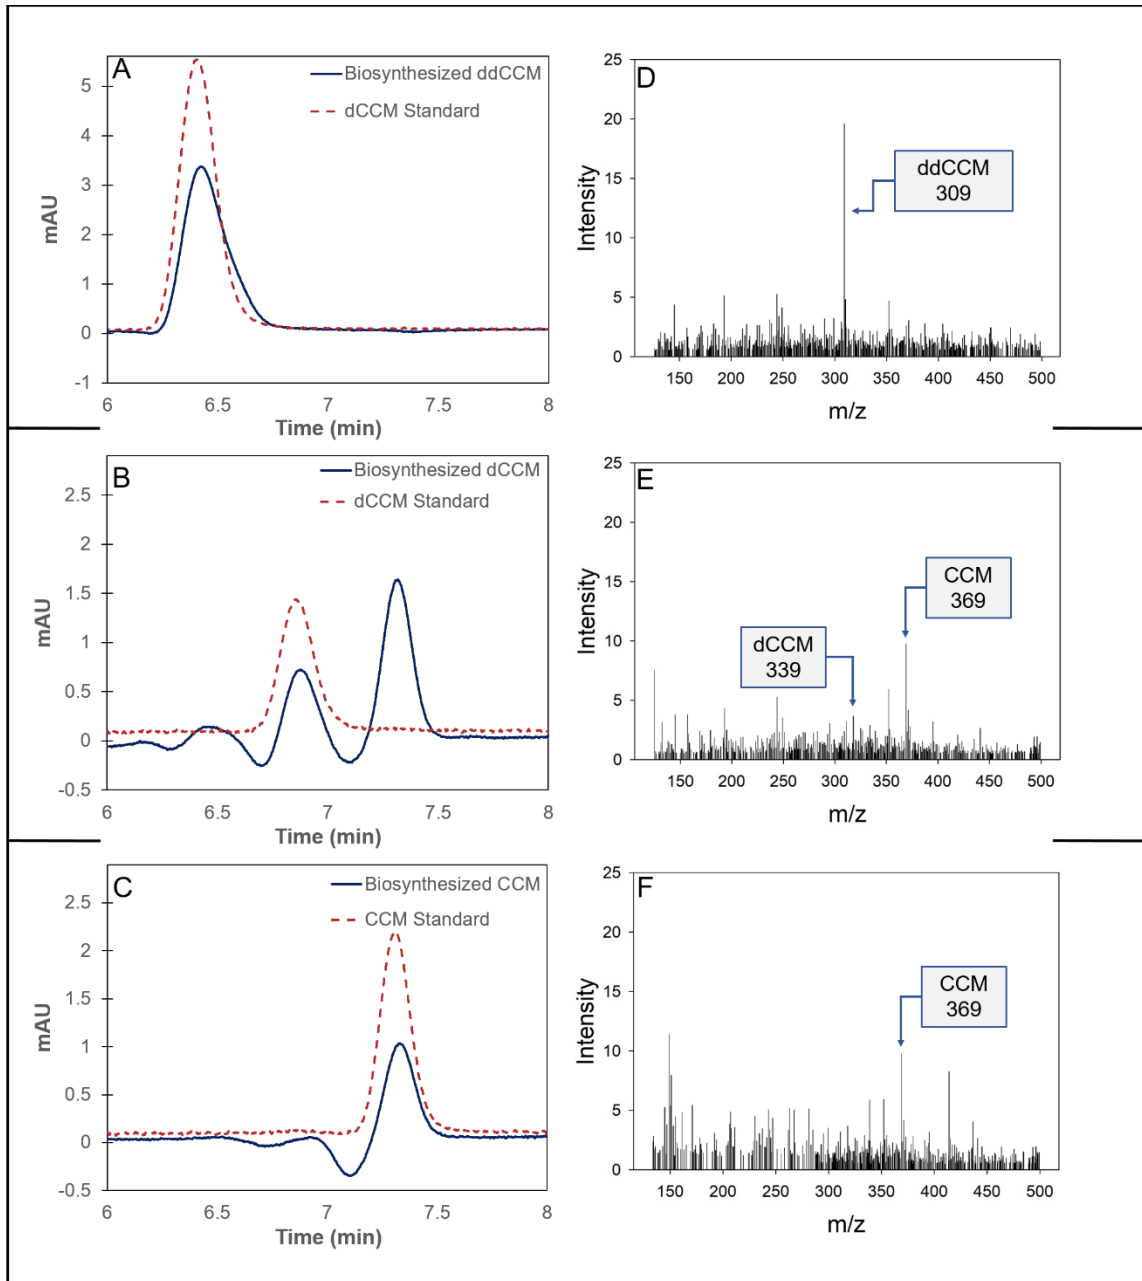 A
Biosynthesized ddCCM
dCCM Standard
5
4
3
2
1
0
-1
mAU
6
6.5
7
7.5
8
Time (min)
D
25
20
15
10
5
0
Intensity
ddCCM
309
150
200
250
300
350
400
450
500
m/z
B
Biosynthesized dCCM
dCCM Standard
2.5
2
1.5
1
0.5
0
-0.5
mAU
6
6.5
7
7.5
8
Time (min)
E
25
20
15
10
5
0
Intensity
CCM
369
dCCM
339
150
200
250
300
350
400
450
500
m/z
C
Biosynthesized CCM
CCM Standard
2.5
2
1.5
1
0.5
0
-0.5
mAU
6
6.5
7
7.5
8
Time (min)
F
25
20
15
10
5
0
Intensity
CCM
369
150
200
250
300
350
400
450
500
m/z